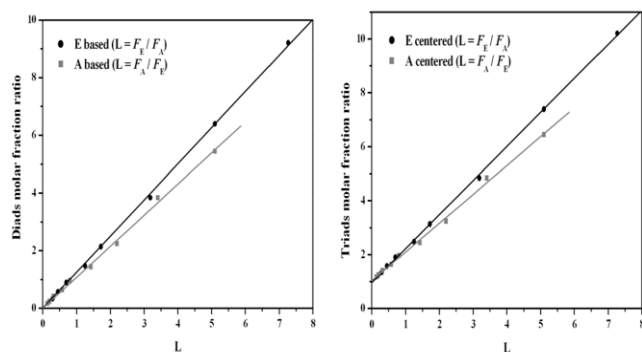 Diads molar fraction ratio
10
8
6
4
2
0
E based (L = F_E / F_A)
A based (L = F_A / F_E)
0 1 2 3 4 5 6 7 8
L
Triads molar fraction ratio
10
8
6
4
2
0
E centered (L = F_E / F_A)
A centered (L = F_A / F_E)
0 1 2 3 4 5 6 7 8
L